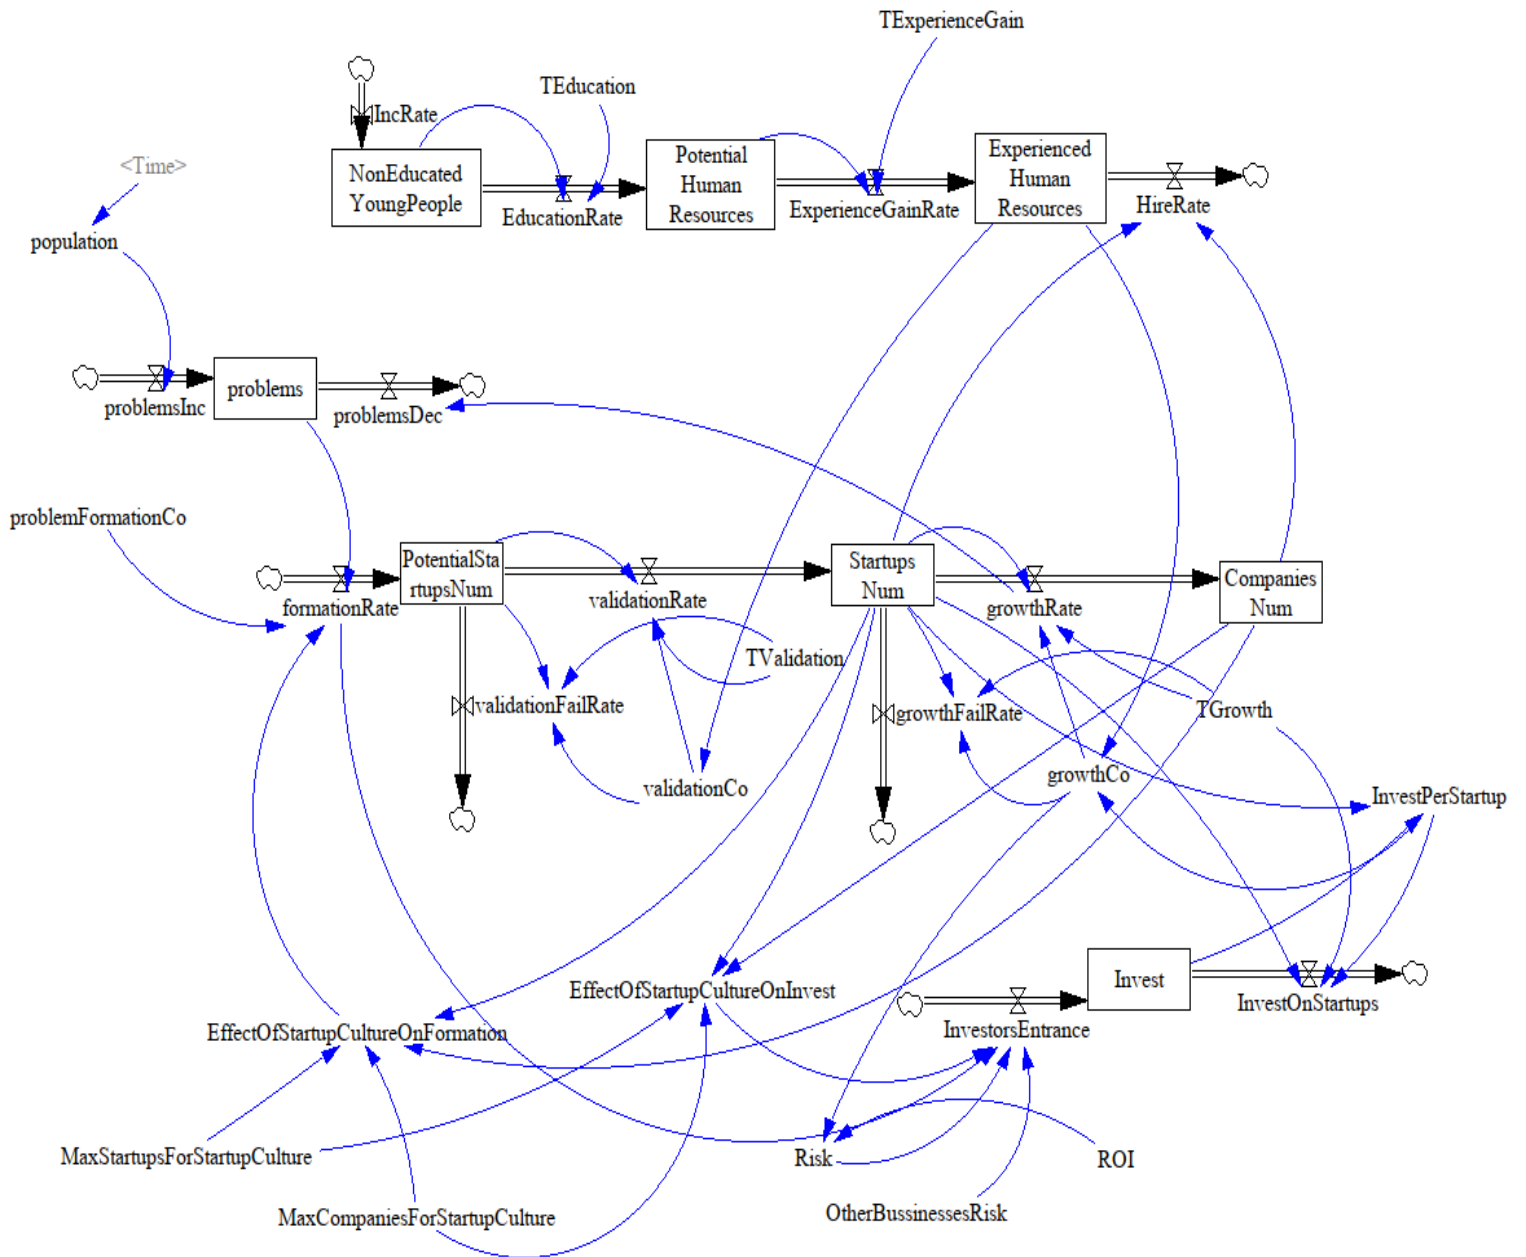 TExperienceGain
TEducation
IncRate
<Time>
NonEducated
YoungPeople
Potential
Human
Resources
Experienced
Human
Resources
EducationRate
ExperienceGainRate
HireRate
population
problems
problemsInc
problemsDec
problemFormationCo
PotentialSta
rtupsNum
Startups
Num
Companies
Num
formationRate
validationRate
growthRate
TValidation
validationFailRate
growthFailRate
TGrowth
validationCo
growthCo
InvestPerStartup
EffectOfStartupCultureOnInvest
Invest
InvestOnStartups
EffectOfStartupCultureOnFormation
InvestorsEntrance
MaxStartupsForStartupCulture
Risk
ROI
MaxCompaniesForStartupCulture
OtherBussinessesRisk